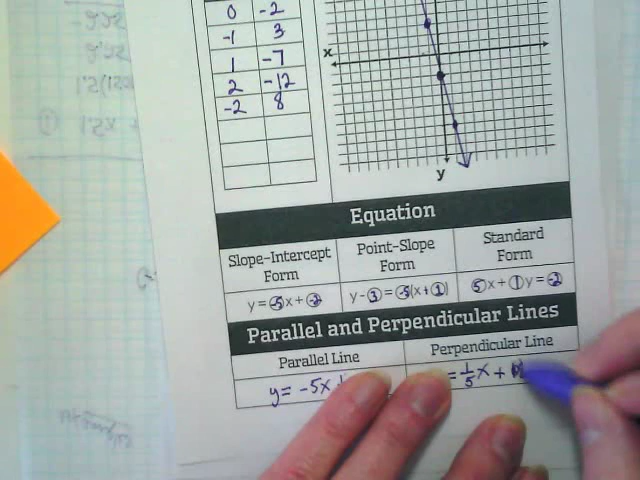 0 -2
-1 3
1 -7
2 -12
-2 8
x
y
Equation
Slope-Intercept Form
Point-Slope Form
Standard Form
y = -5x + -2
y - 3 = -5(x + 1)
5x + 1y = -2
Parallel and Perpendicular Lines
Parallel Line
Perpendicular Line
y = -5x
= 1/5 x +